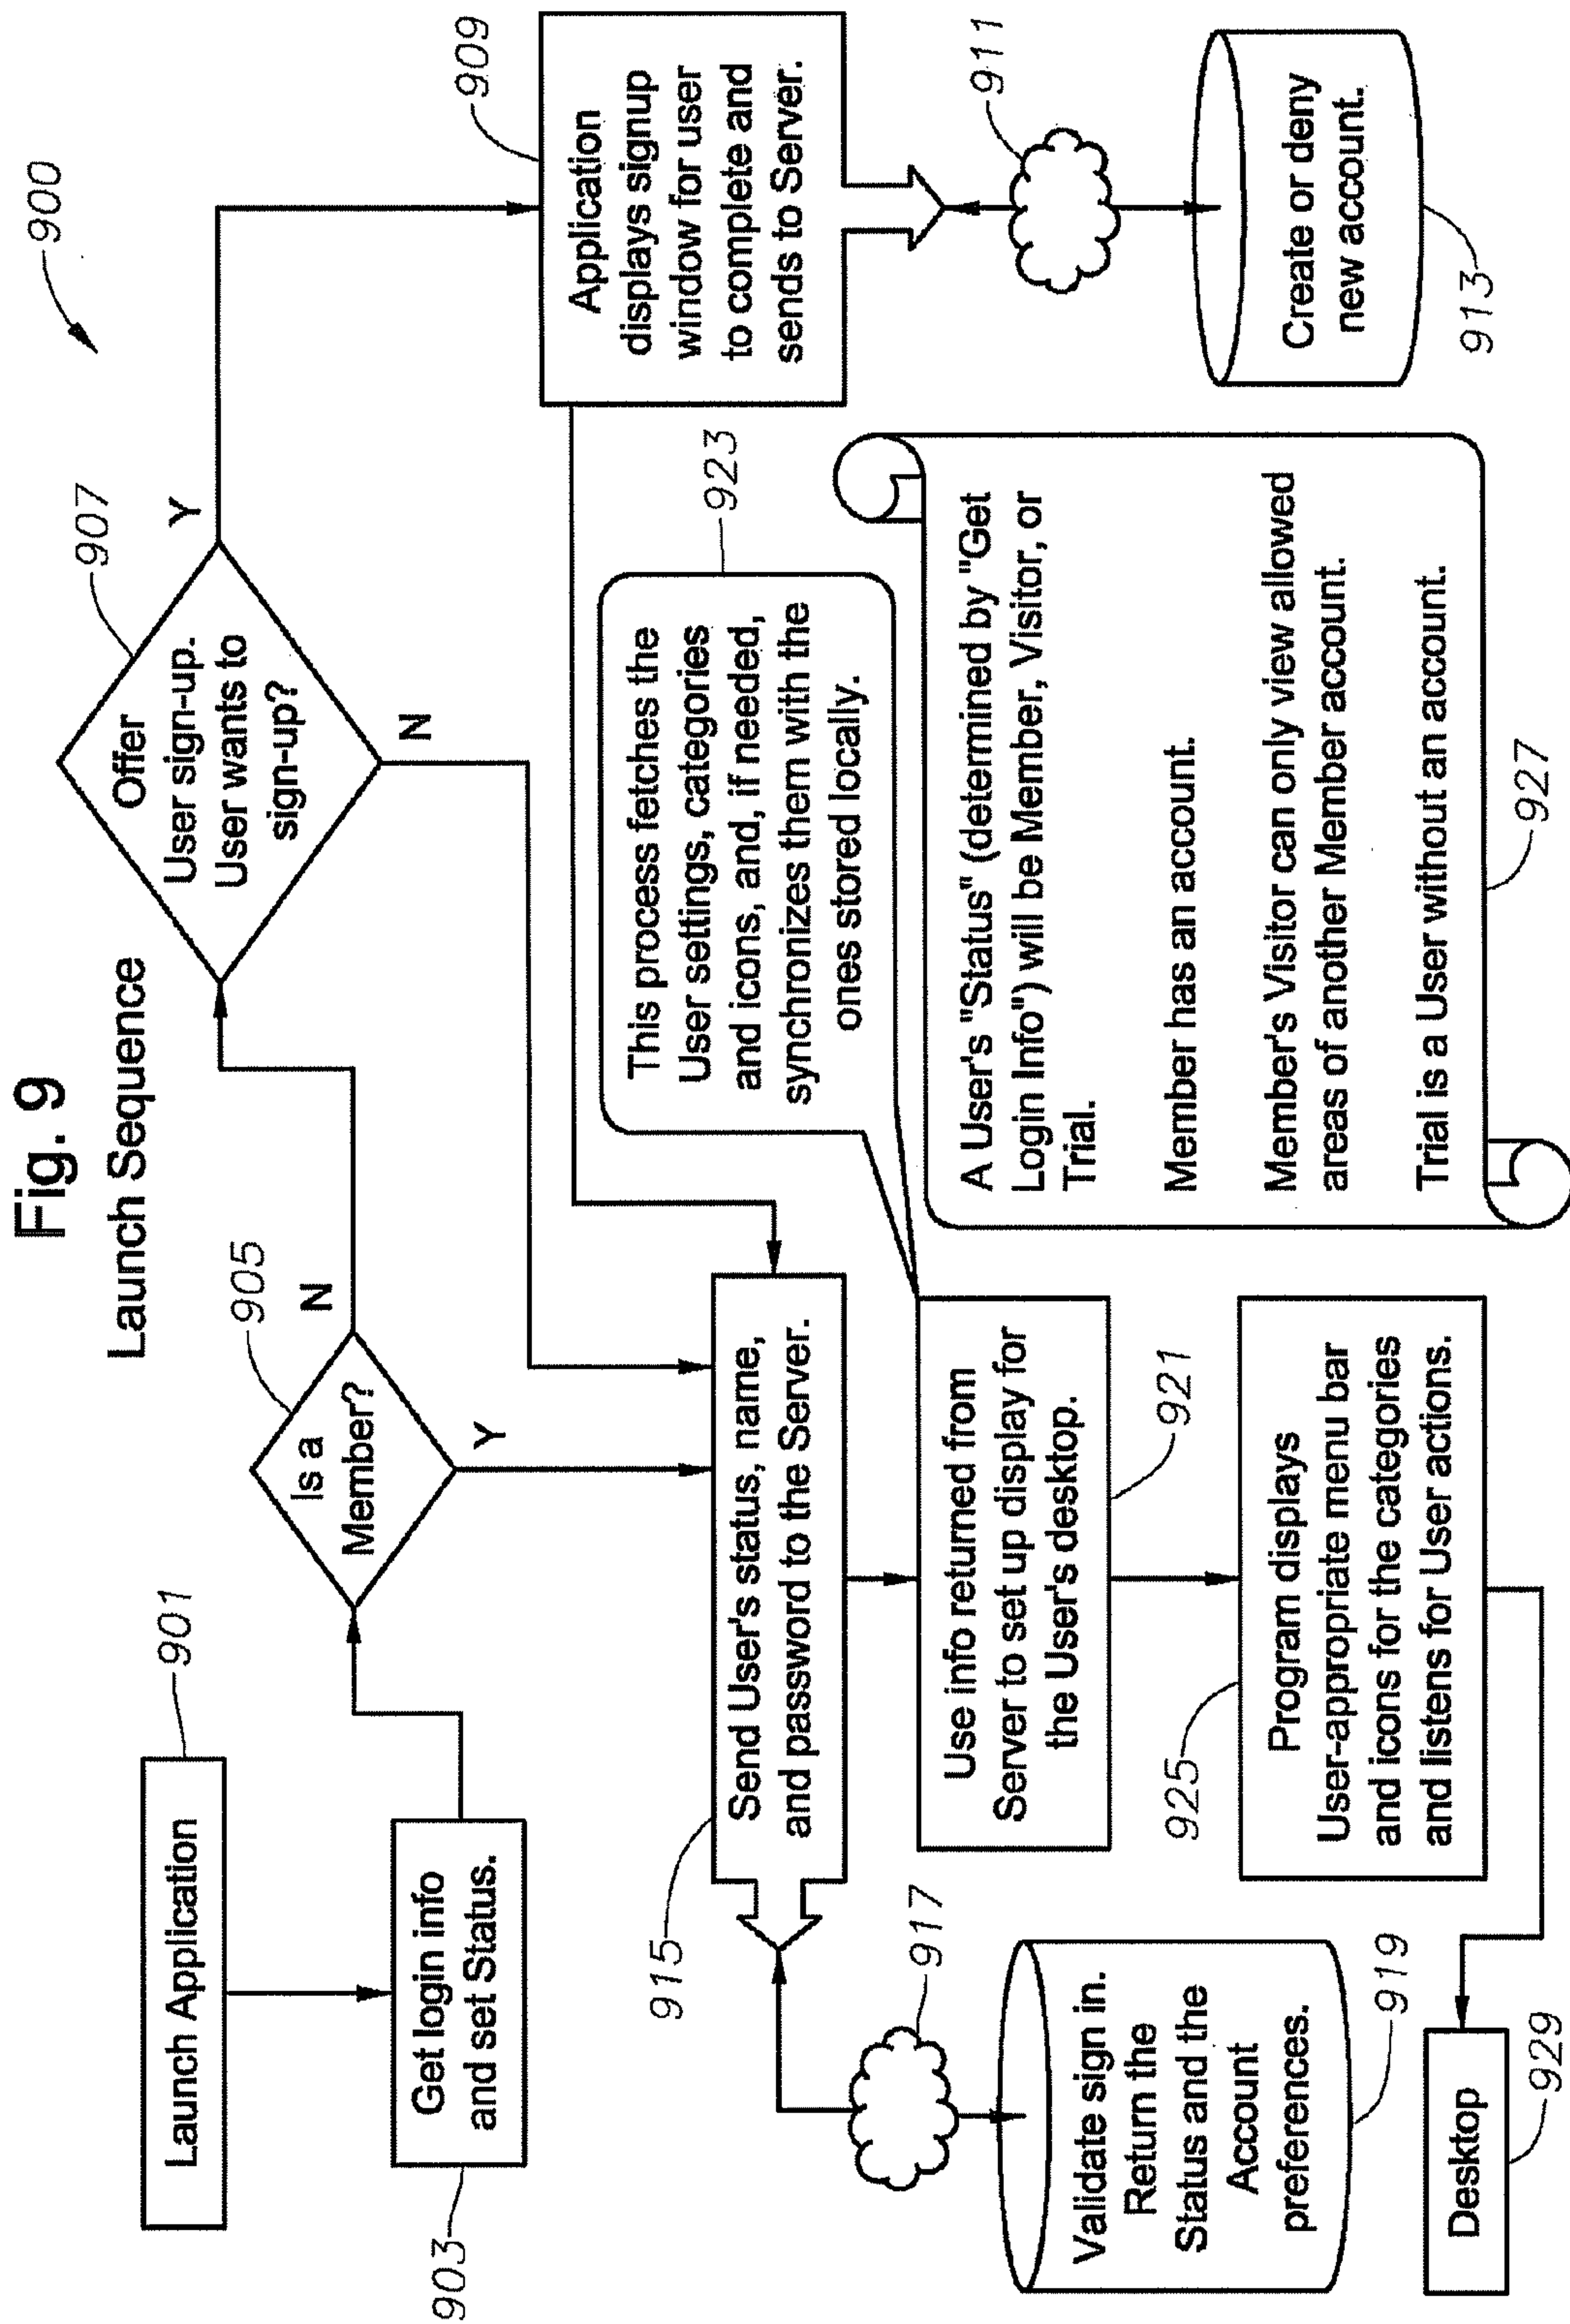 Fig. 9
Launch Sequence
900
Launch Application
901
Get login info
and set Status.
903
Is a
Member?
905
N
Y
Offer
User sign-up.
User wants to
sign-up?
907
Y
N
Application
displays signup
window for user
to complete and
sends to Server.
909
911
Create or deny
new account.
913
Send User's status, name,
and password to the Server.
915
917
Validate sign in.
Return the
Status and the
Account
preferences.
919
Use info returned from
Server to set up display for
the User's desktop.
921
This process fetches the
User settings, categories
and icons, and, if needed,
synchronizes them with the
ones stored locally.
923
Program displays
User-appropriate menu bar
and icons for the categories
and listens for User actions.
925
A User's "Status" (determined by "Get
Login Info") will be Member, Visitor, or
Trial.
Member has an account.
Member's Visitor can only view allowed
areas of another Member account.
Trial is a User without an account.
927
Desktop
929